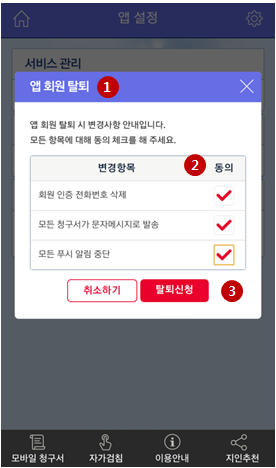 앱 설정
서비스 관리
앱 회원 탈퇴 1
앱 회원 탈퇴 시 변경사항 안내입니다.
모든 항목에 대해 동의 체크를 해 주세요.
변경항목 2 동의
회원 인증 전화번호 삭제
모든 청구서가 문자메시지로 발송
모든 푸시 알림 중단
취소하기 탈퇴신청 3
모바일 청구서 자가검침 이용안내 지인추천